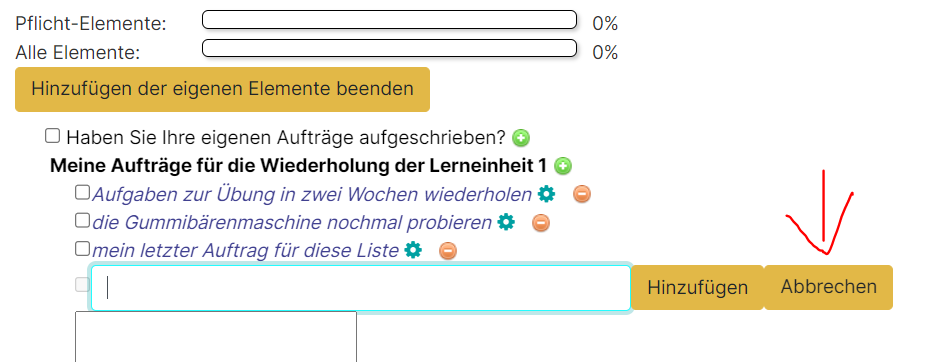 Pflicht-Elemente: 0%
Alle Elemente: 0%
Hinzufügen der eigenen Elemente beenden
Haben Sie Ihre eigenen Aufträge aufgeschrieben?
Meine Aufträge für die Wiederholung der Lerneinheit 1
Aufgaben zur Übung in zwei Wochen wiederholen
die Gummibärenmaschine nochmal probieren
mein letzter Auftrag für diese Liste
Hinzufügen Abbrechen